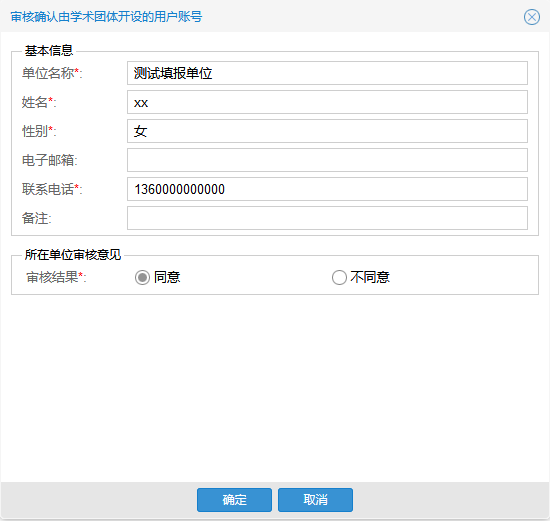 审核确认由学术团体开设的用户账号
基本信息
单位名称*: 测试填报单位
姓名*: xx
性别*: 女
电子邮箱:
联系电话*: 1360000000000
备注:
所在单位审核意见
审核结果*: 同意 不同意
确定 取消